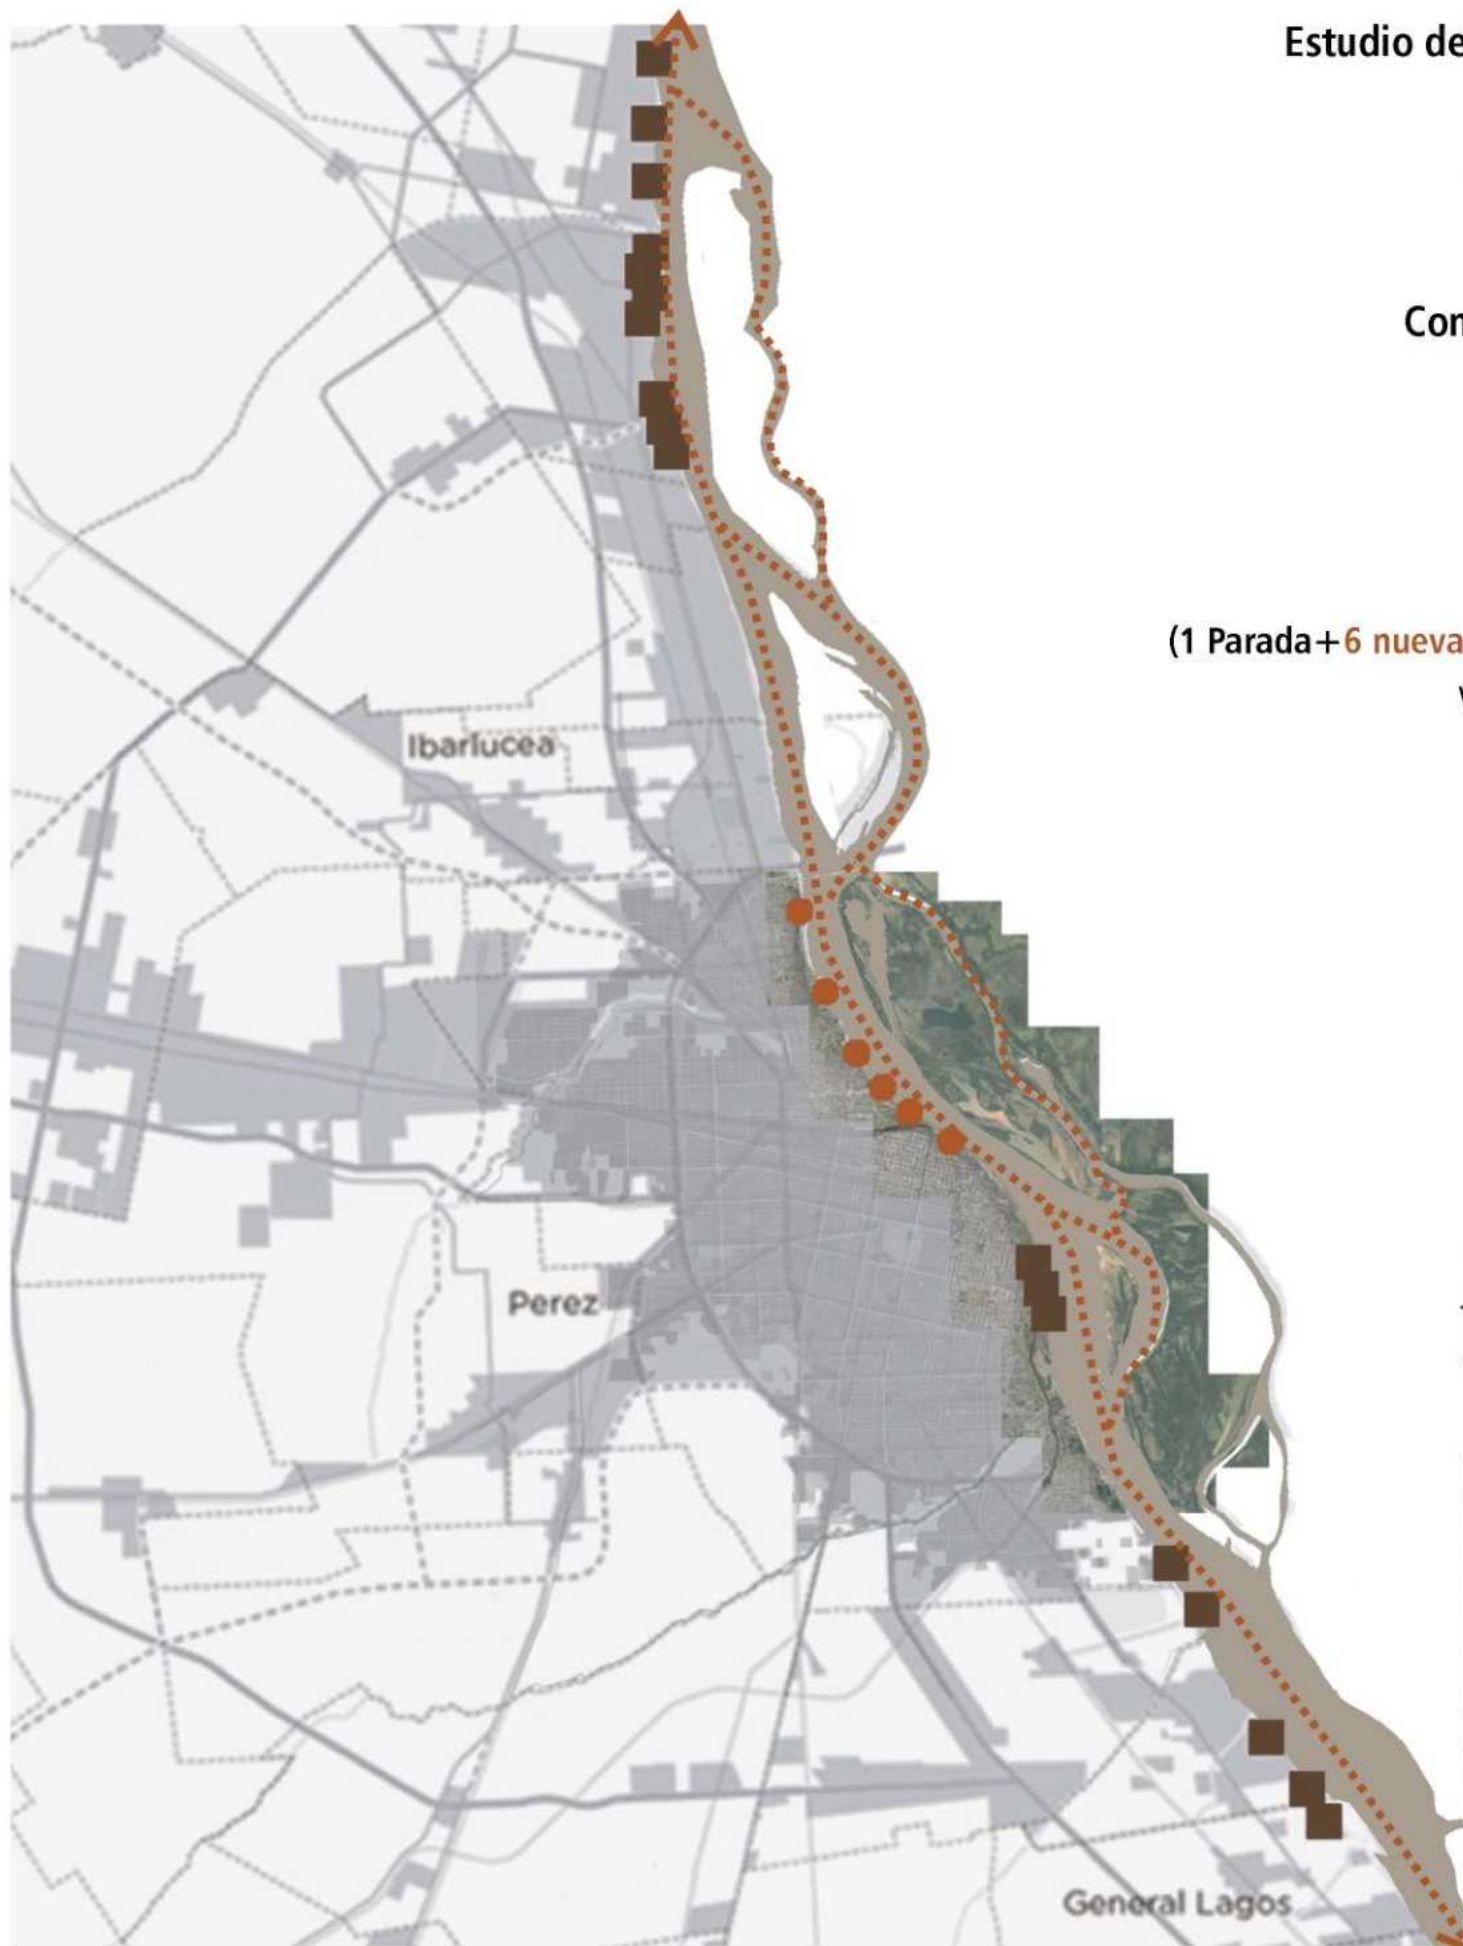 Estudio de
Con
(1 Parada+6 nueva
Ibarlucea
Perez
General Lagos